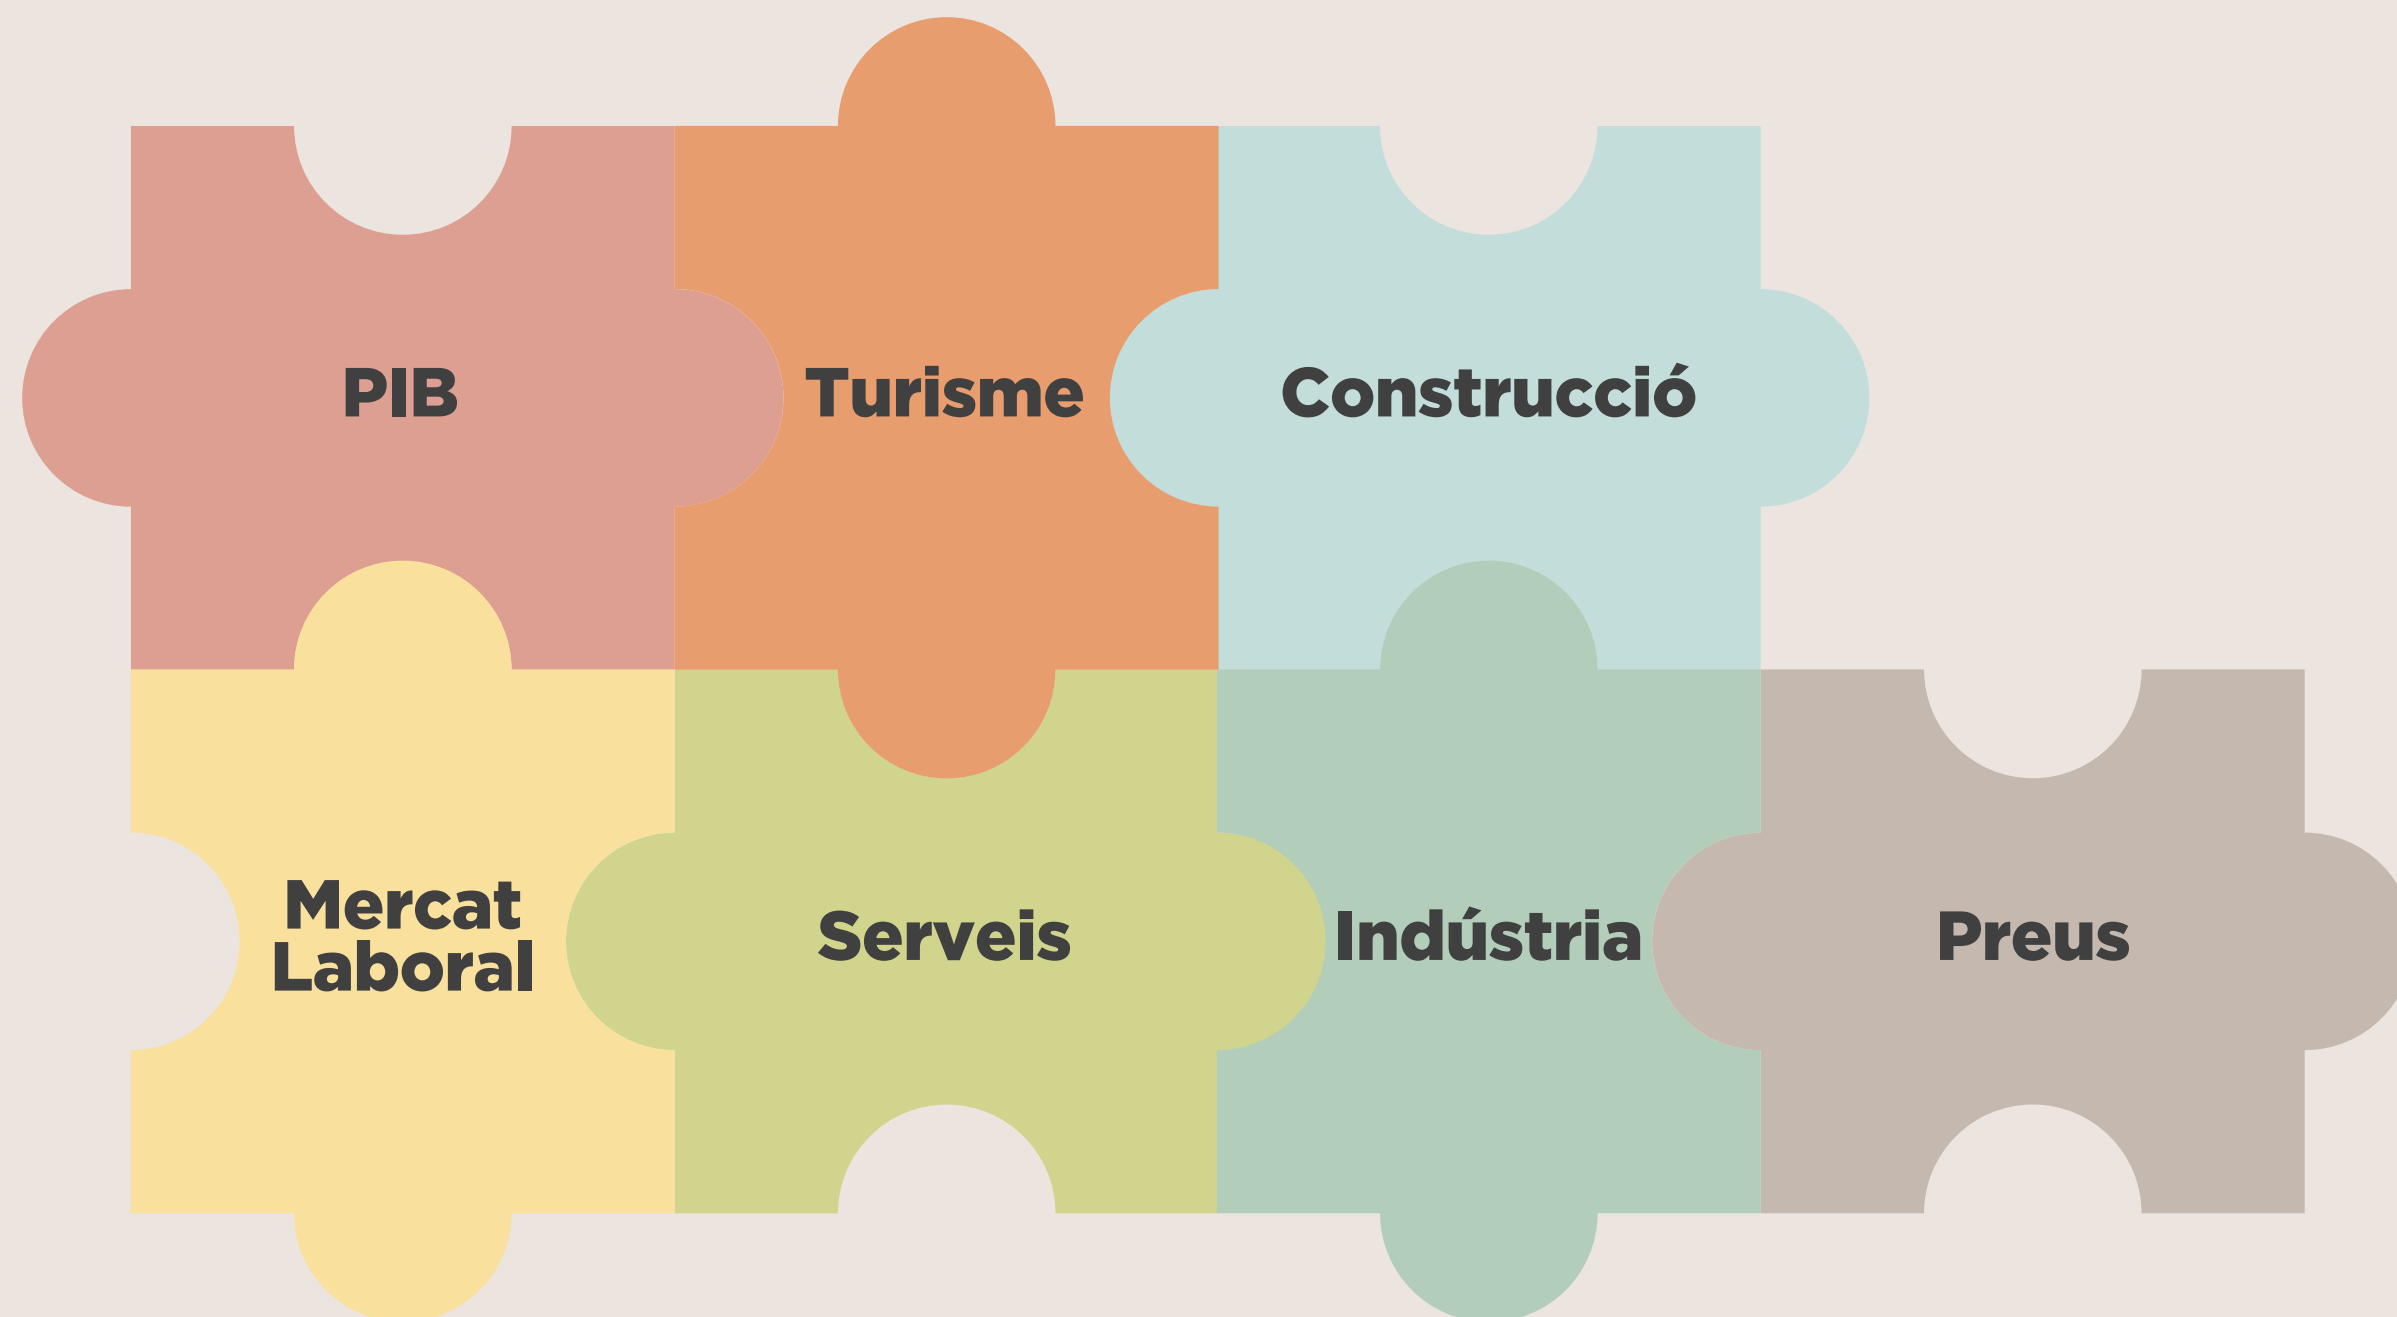 PIB
Turisme
Construcció
Mercat
Laboral
Serveis
Indústria
Preus